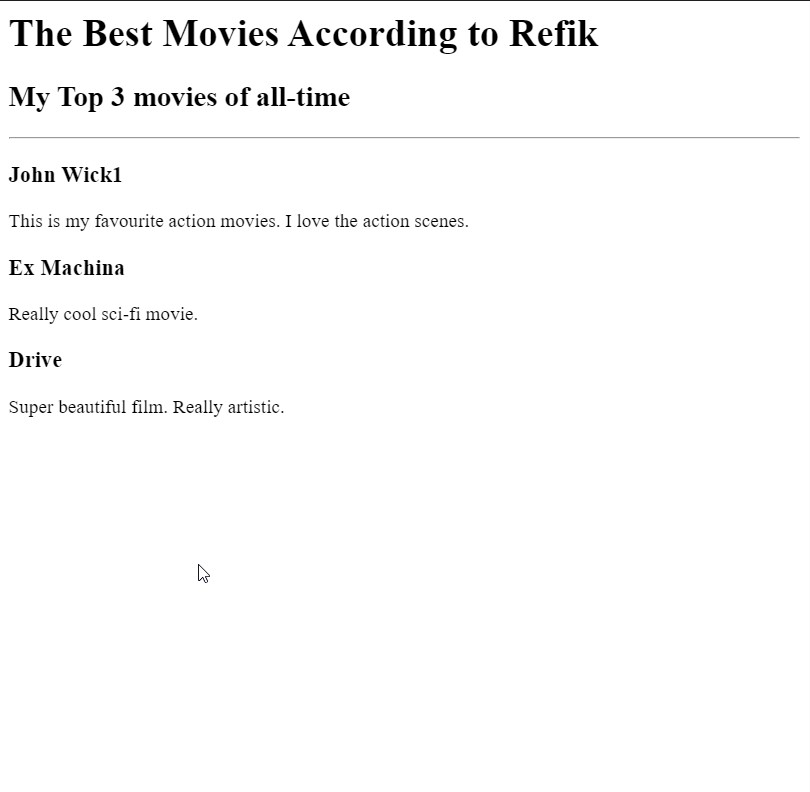 The Best Movies According to Refik
My Top 3 movies of all-time
John Wick1
This is my favourite action movies. I love the action scenes.
Ex Machina
Really cool sci-fi movie.
Drive
Super beautiful film. Really artistic.